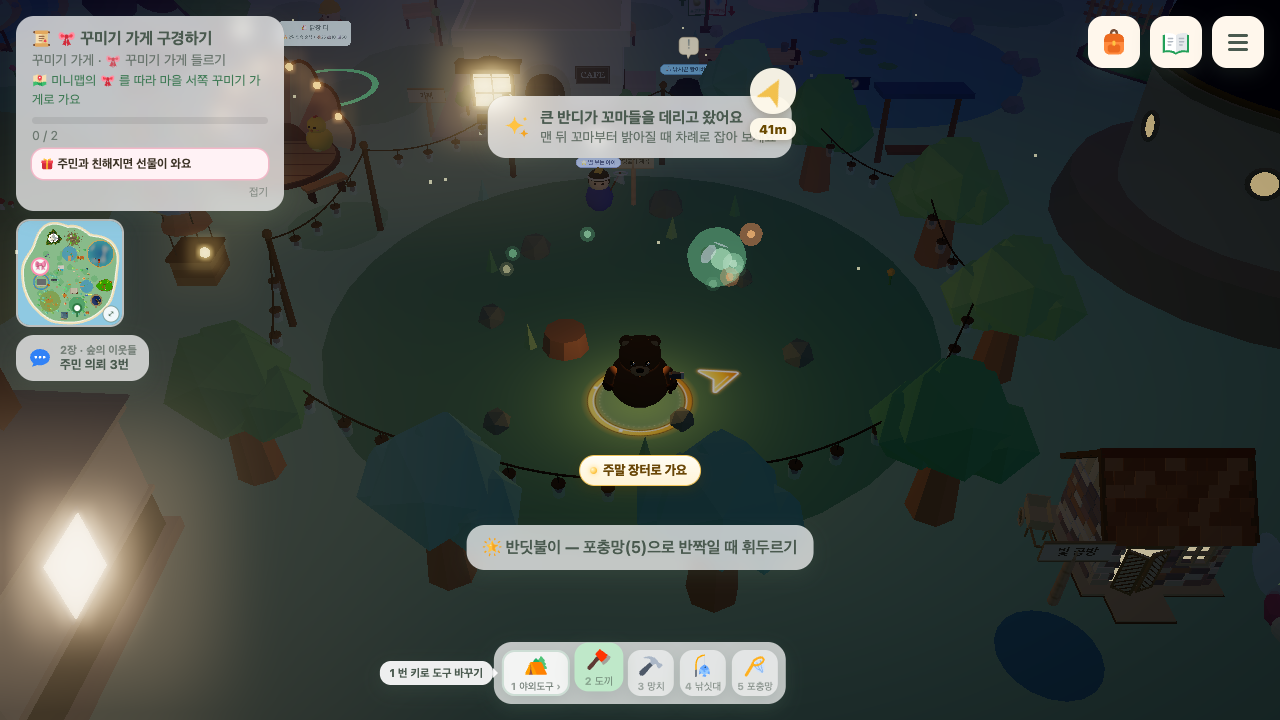 꾸미기 가게 구경하기
꾸미기 가게 · 꾸미기 가게 들르기
미니맵의 를 따라 마을 서쪽 꾸미기 가
게로 가요
0 / 2
주민과 친해지면 선물이 와요
접기
2장 · 숲의 이웃들
주민 의뢰 3번
CAFE
큰 반디가 꼬마들을 데리고 왔어요
맨 뒤 꼬마부터 밝아질 때 차례로 잡아
41m
주말 장터로 가요
반딧불이 — 포충망(5)으로 반짝일 때 휘두르기
빛 공방
1 번 키로 도구 바꾸기
1 야외도구 ›
2 도끼
3 망치
4 낚싯대
5 포충망